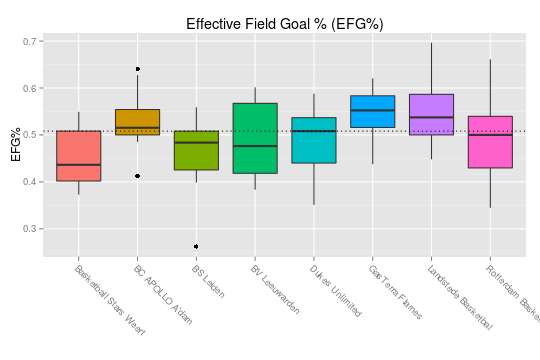 Effective Field Goal % (EFG%)
EFG%
0.7
0.6
0.5
0.4
0.3
Basketball Stars Weert
BC APOLLO A'dam
BS Leiden
BV Leeuwarden
Dukes Unlimited
GasTerra Flames
Landstede Basketbal
Rotterdam Baske